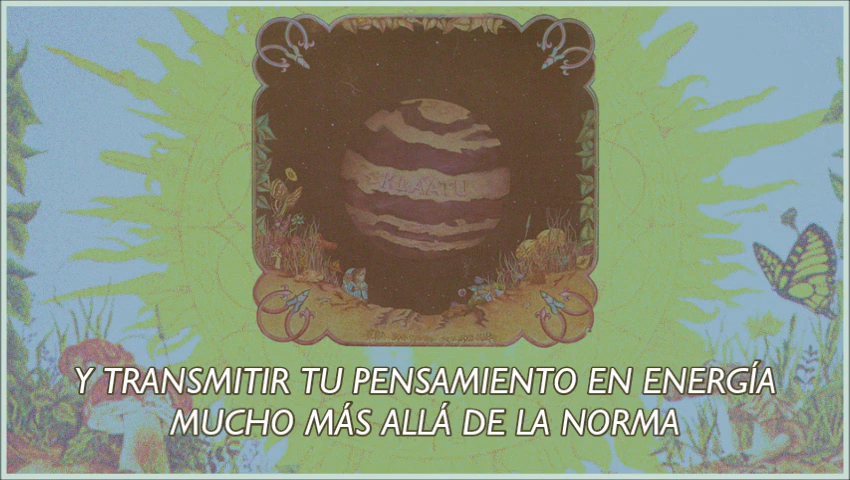 KLAATU
Y TRANSMITIR TU PENSAMIENTO EN ENERGÍA
MUCHO MÁS ALLÁ DE LA NORMA